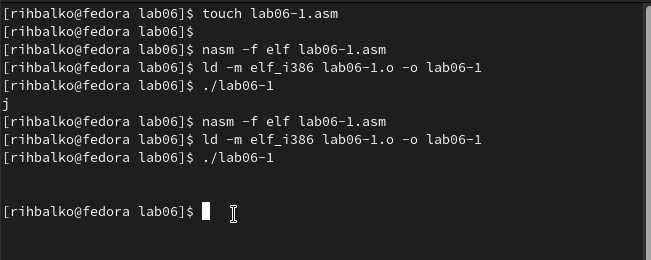 [rihbalko@fedora lab06]$ touch lab06-1.asm
[rihbalko@fedora lab06]$
[rihbalko@fedora lab06]$ nasm -f elf lab06-1.asm
[rihbalko@fedora lab06]$ ld -m elf_i386 lab06-1.o -o lab06-1
[rihbalko@fedora lab06]$ ./lab06-1
j
[rihbalko@fedora lab06]$ nasm -f elf lab06-1.asm
[rihbalko@fedora lab06]$ ld -m elf_i386 lab06-1.o -o lab06-1
[rihbalko@fedora lab06]$ ./lab06-1
[rihbalko@fedora lab06]$